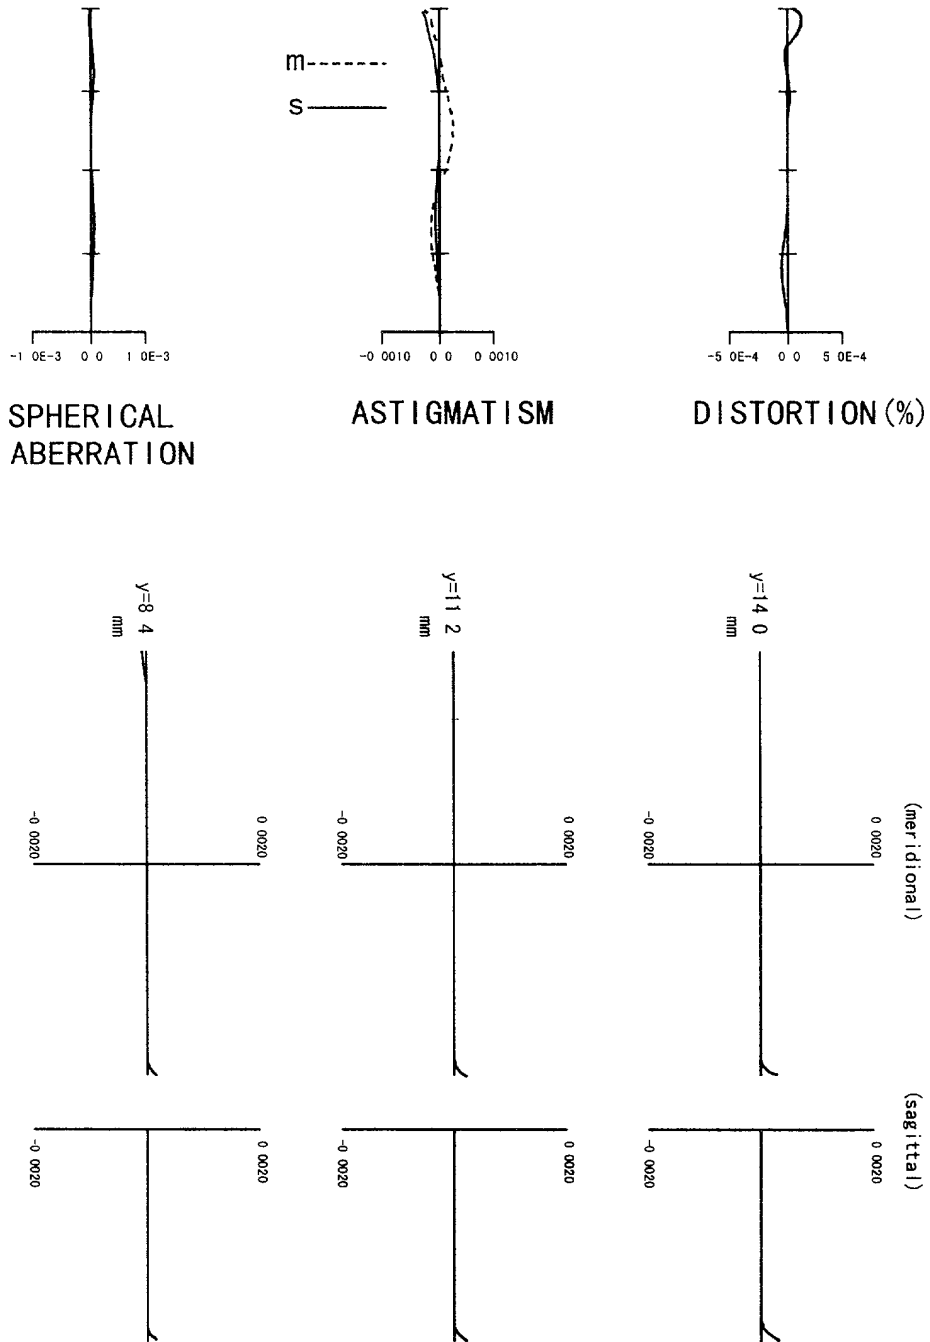 m
s
-1 0E-3 0 0 1 0E-3
-0 0010 0 0 0 0010
-5 0E-4 0 0 5 0E-4
SPHERICAL
ABERRATION
ASTIGMATISM
DISTORTION (%)
y=8 4
mm
y=11 2
mm
y=14 0
mm
-0 0020
0 0020
-0 0020
0 0020
-0 0020
0 0020
(meridional)
-0 0020
0 0020
-0 0020
0 0020
-0 0020
0 0020
(sagittal)